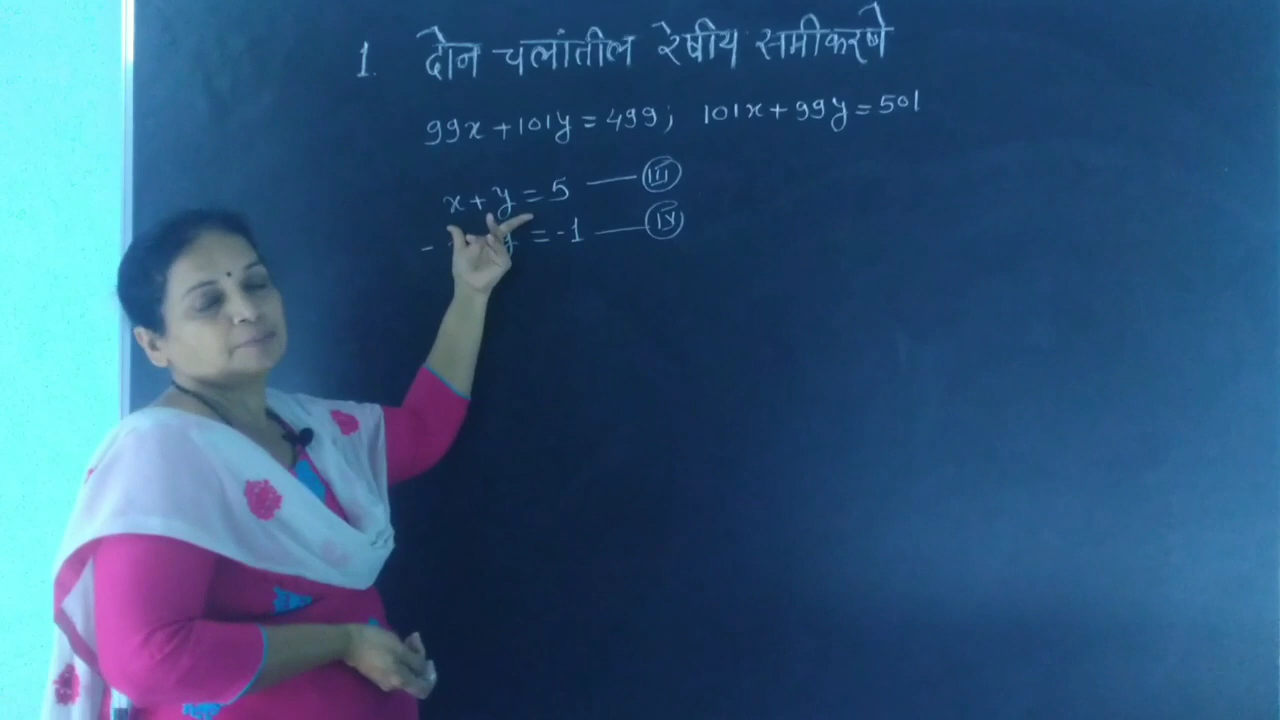 1. दोन चलांतील रेषीय समीकरणे
99x + 101y = 499; 101x + 99y = 501
x + y = 5 — III
- y = -1 — IV